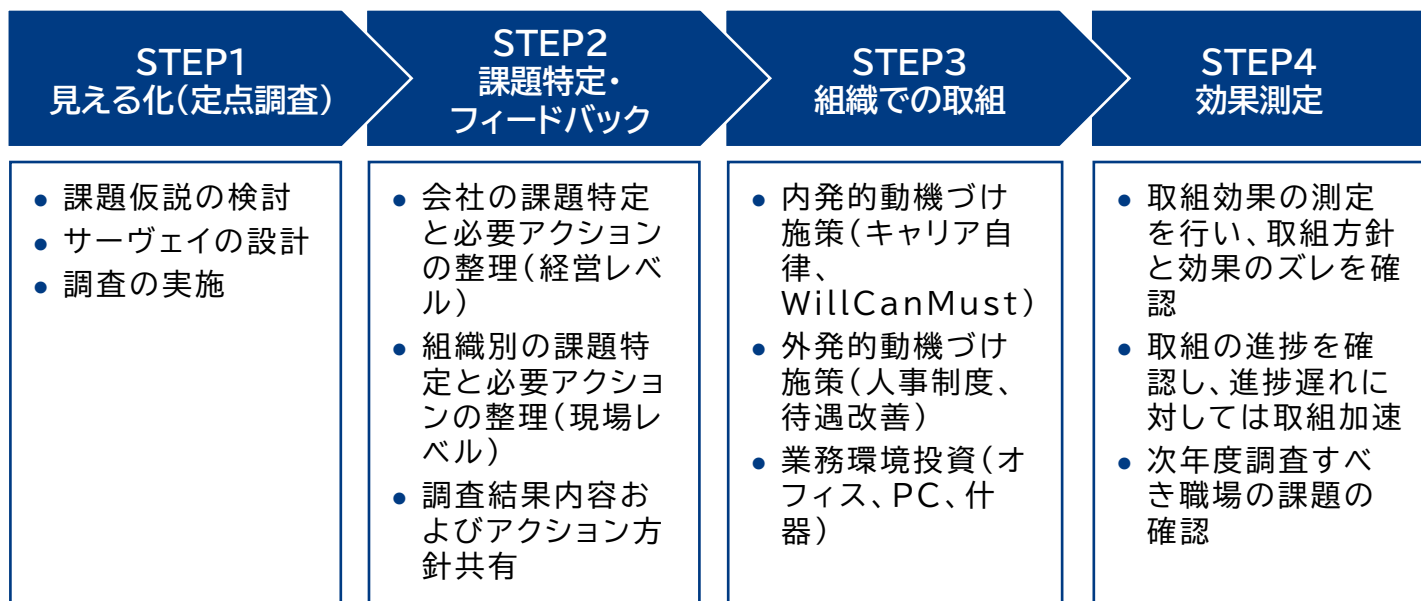 STEP1
見える化(定点調査)
STEP2
課題特定・
フィードバック
STEP3
組織での取組
STEP4
効果測定
● 課題仮説の検討
● サーヴェイの設計
● 調査の実施
● 会社の課題特定
と必要アクション
の整理(経営レベ
ル)
● 組織別の課題特
定と必要アクショ
ンの整理(現場レ
ベル)
● 調査結果内容お
よびアクション方
針共有
● 内発的動機づけ
施策(キャリア自
律、
WillCanMust)
● 外発的動機づけ
施策(人事制度、
待遇改善)
● 業務環境投資(オ
フィス、PC、什
器)
● 取組効果の測定
を行い、取組方針
と効果のズレを確
認
● 取組の進捗を確
認し、進捗遅れに
対しては取組加速
● 次年度調査すべ
き職場の課題の
確認